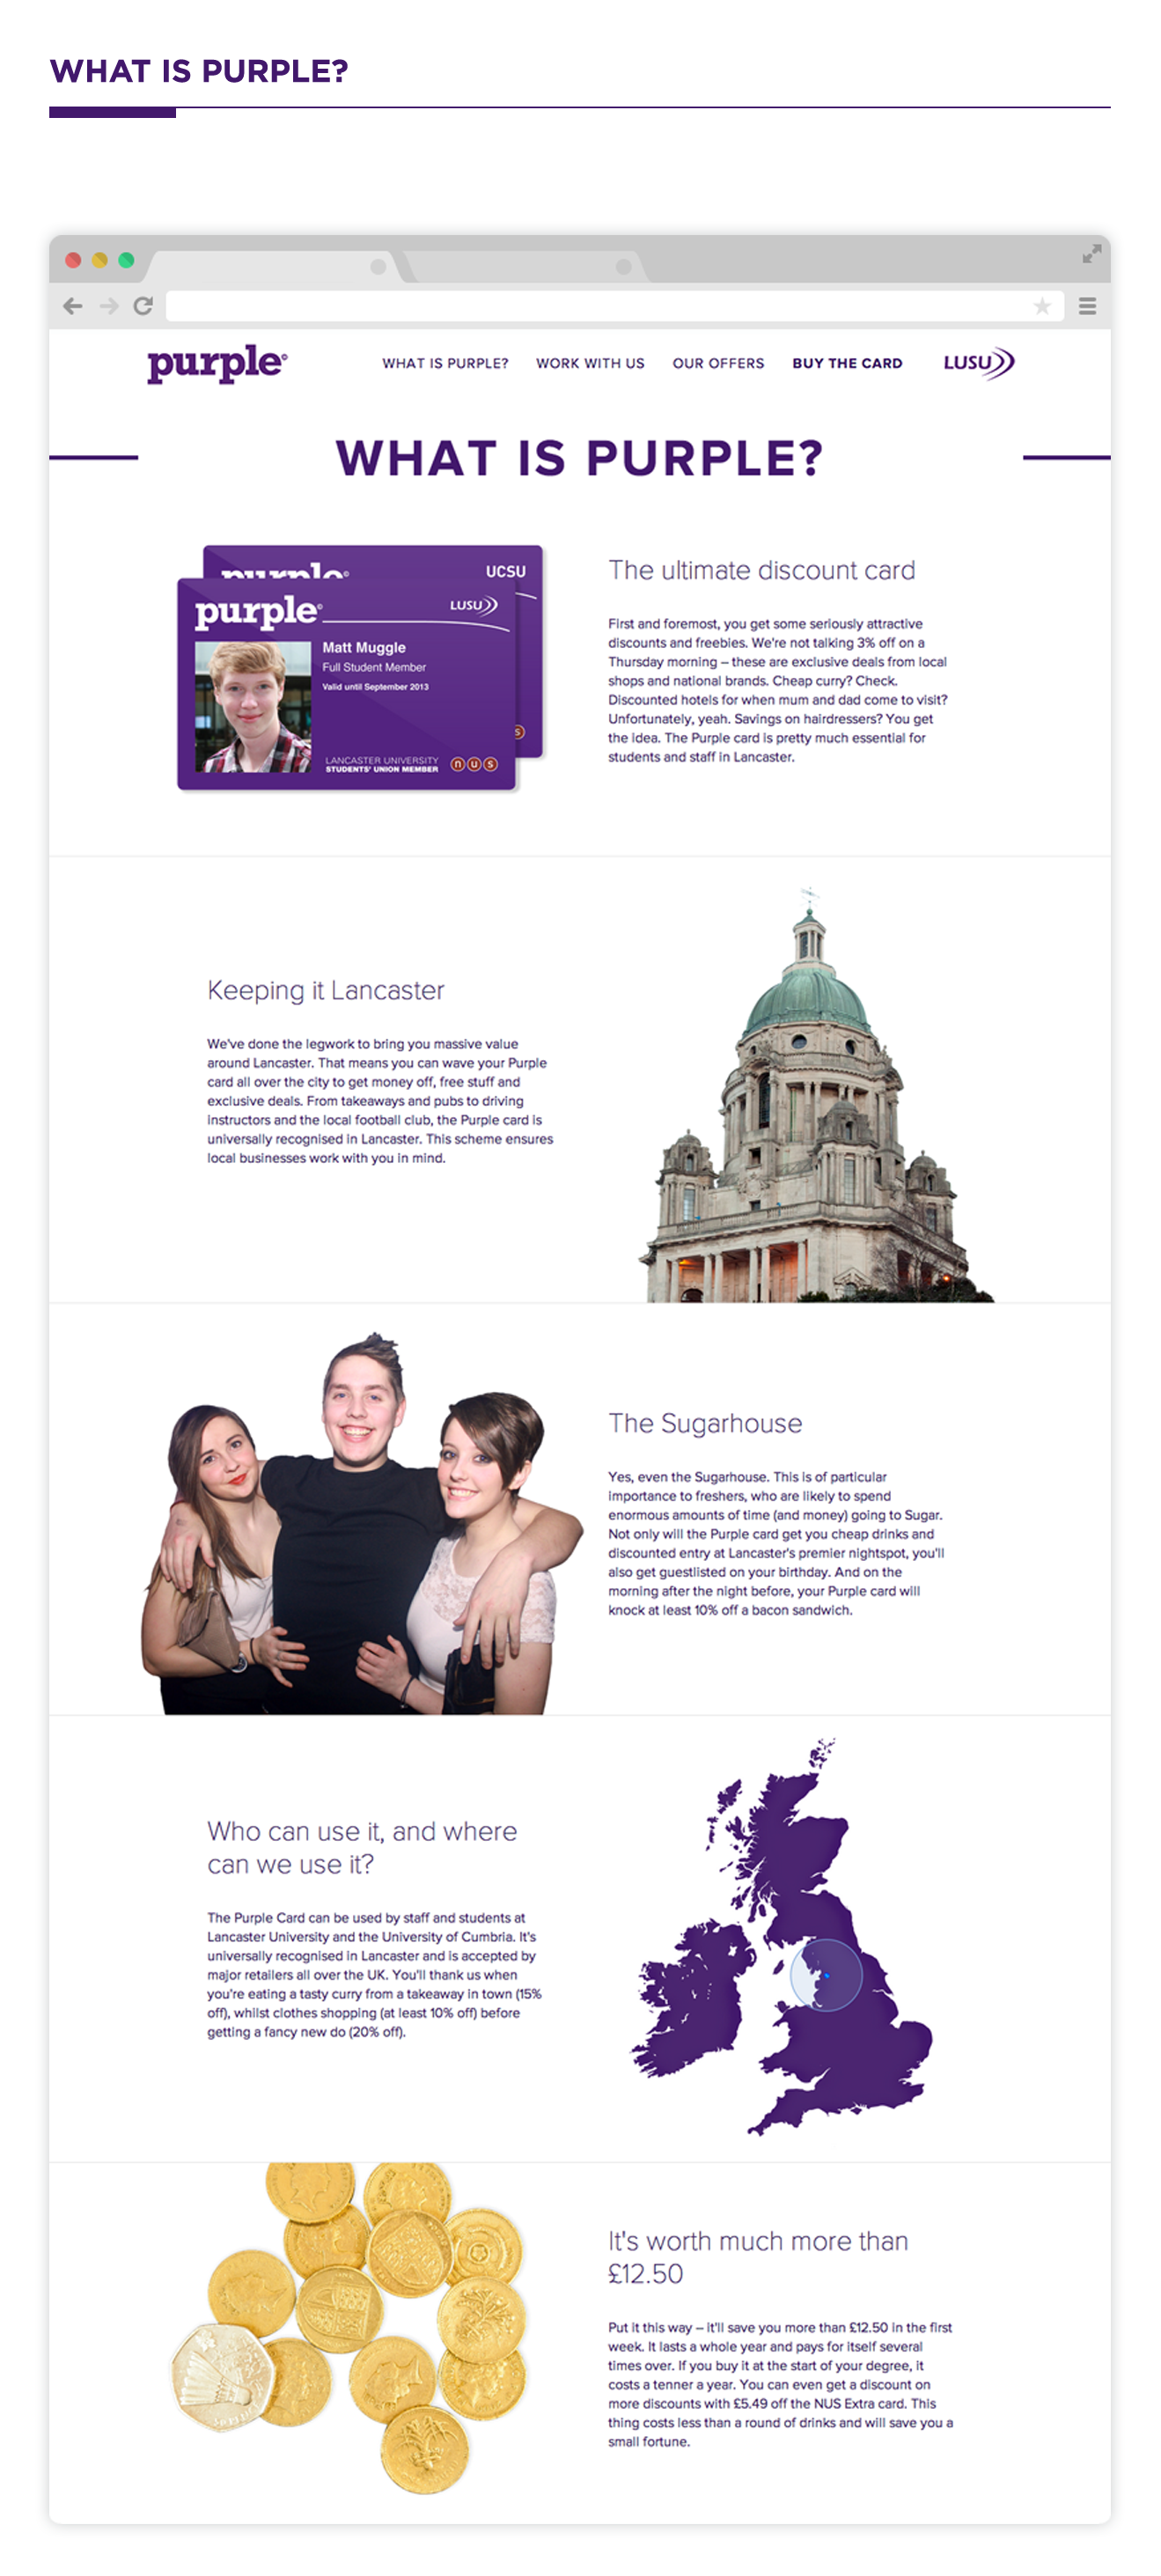 WHAT IS PURPLE?
purple©
WHAT IS PURPLE?
WORK WITH US
OUR OFFERS
BUY THE CARD
LUSU
WHAT IS PURPLE?
UCSU
purple©
LUSU
Matt Muggle
Full Student Member
Valid until September 2013
LANCASTER UNIVERSITY
STUDENTS' UNION MEMBER
nus
s
The ultimate discount card
First and foremost, you get some seriously attractive
discounts and freebies. We're not talking 3% off on a
Thursday morning – these are exclusive deals from local
shops and national brands. Cheap curry? Check.
Discounted hotels for when mum and dad come to visit?
Unfortunately, yeah. Savings on hairdressers? You get
the idea. The Purple card is pretty much essential for
students and staff in Lancaster.
Keeping it Lancaster
We've done the legwork to bring you massive value
around Lancaster. That means you can wave your Purple
card all over the city to get money off, free stuff and
exclusive deals. From takeaways and pubs to driving
instructors and the local football club, the Purple card is
universally recognised in Lancaster. This scheme ensures
local businesses work with you in mind.
The Sugarhouse
Yes, even the Sugarhouse. This is of particular
importance to freshers, who are likely to spend
enormous amounts of time (and money) going to Sugar.
Not only will the Purple card get you cheap drinks and
discounted entry at Lancaster's premier nightspot, you'll
also get guestlisted on your birthday. And on the
morning after the night before, your Purple card will
knock at least 10% off a bacon sandwich.
Who can use it, and where
can we use it?
The Purple Card can be used by staff and students at
Lancaster University and the University of Cumbria. It's
universally recognised in Lancaster and is accepted by
major retailers all over the UK. You'll thank us when
you're eating a tasty curry from a takeaway in town (15%
off), whilst clothes shopping (at least 10% off) before
getting a fancy new do (20% off).
It's worth much more than
£12.50
Put it this way – it'll save you more than £12.50 in the first
week. It lasts a whole year and pays for itself several
times over. If you buy it at the start of your degree, it
costs a tenner a year. You can even get a discount on
more discounts with £5.49 off the NUS Extra card. This
thing costs less than a round of drinks and will save you a
small fortune.